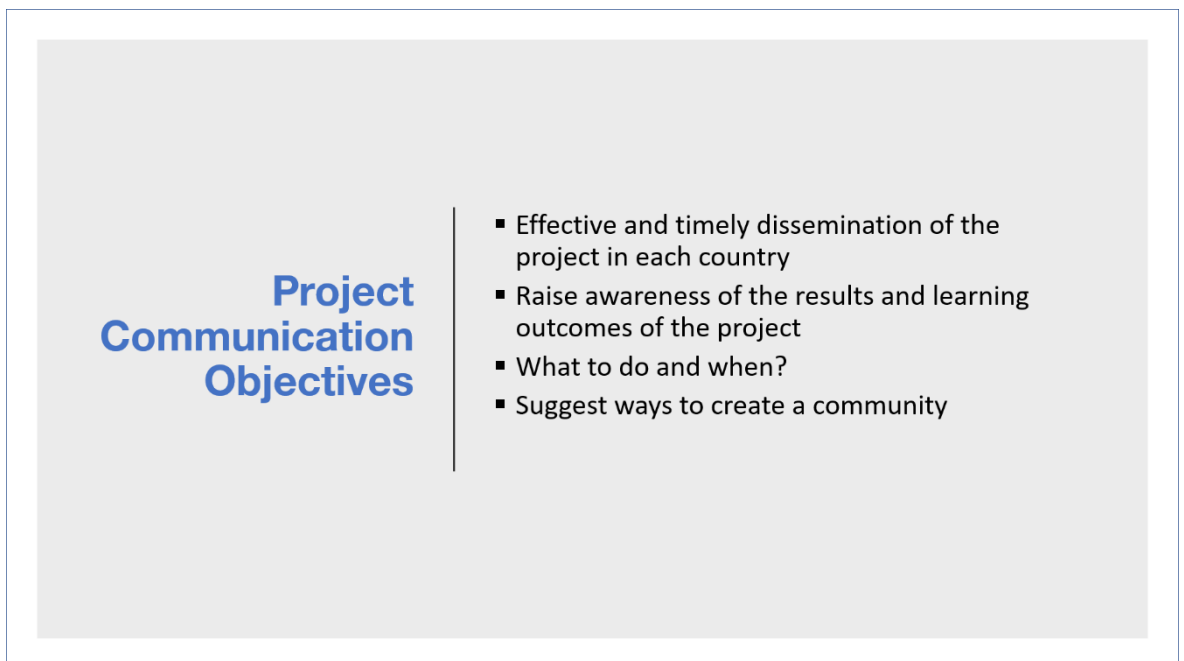 Project
Communication
Objectives
▪ Effective and timely dissemination of the
project in each country
▪ Raise awareness of the results and learning
outcomes of the project
▪ What to do and when?
▪ Suggest ways to create a community